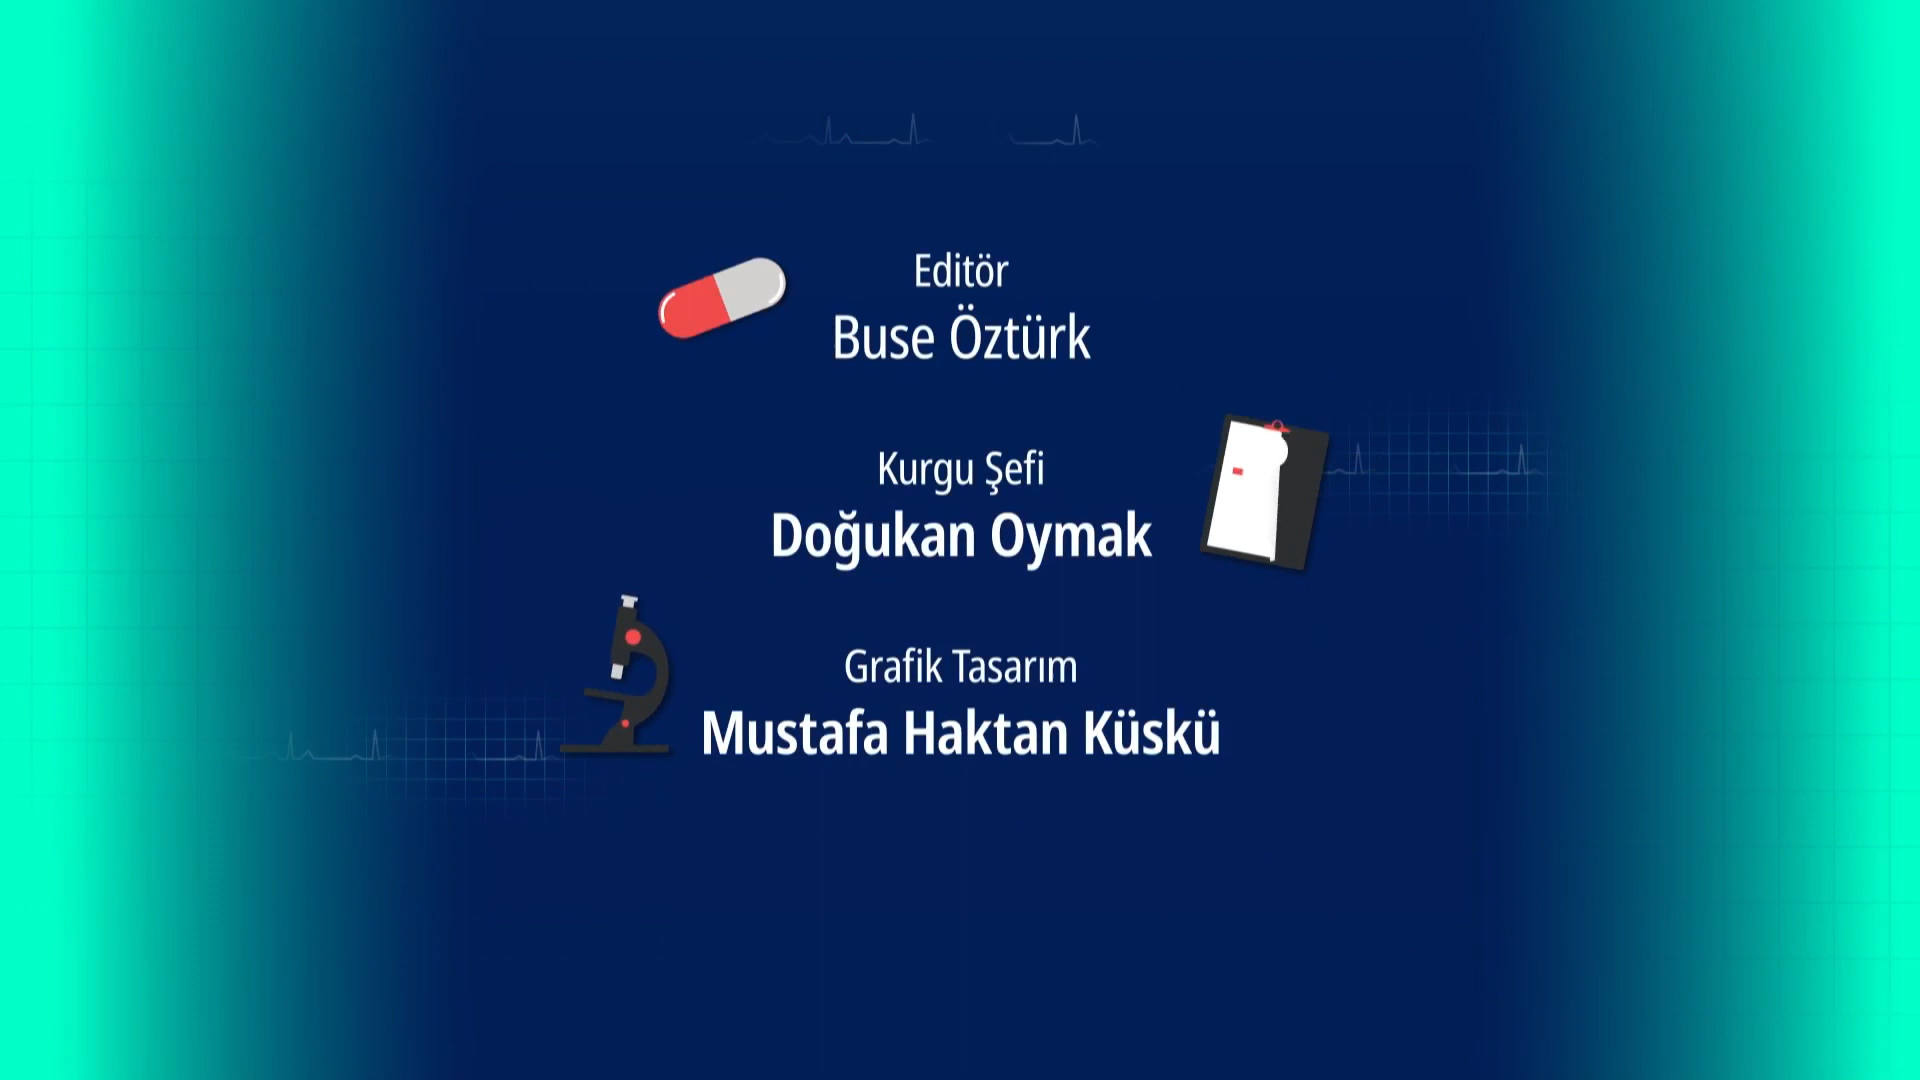 Editör
Buse Öztürk
Kurgu Şefi
Doğukan Oymak
Grafik Tasarım
Mustafa Haktan Küskü